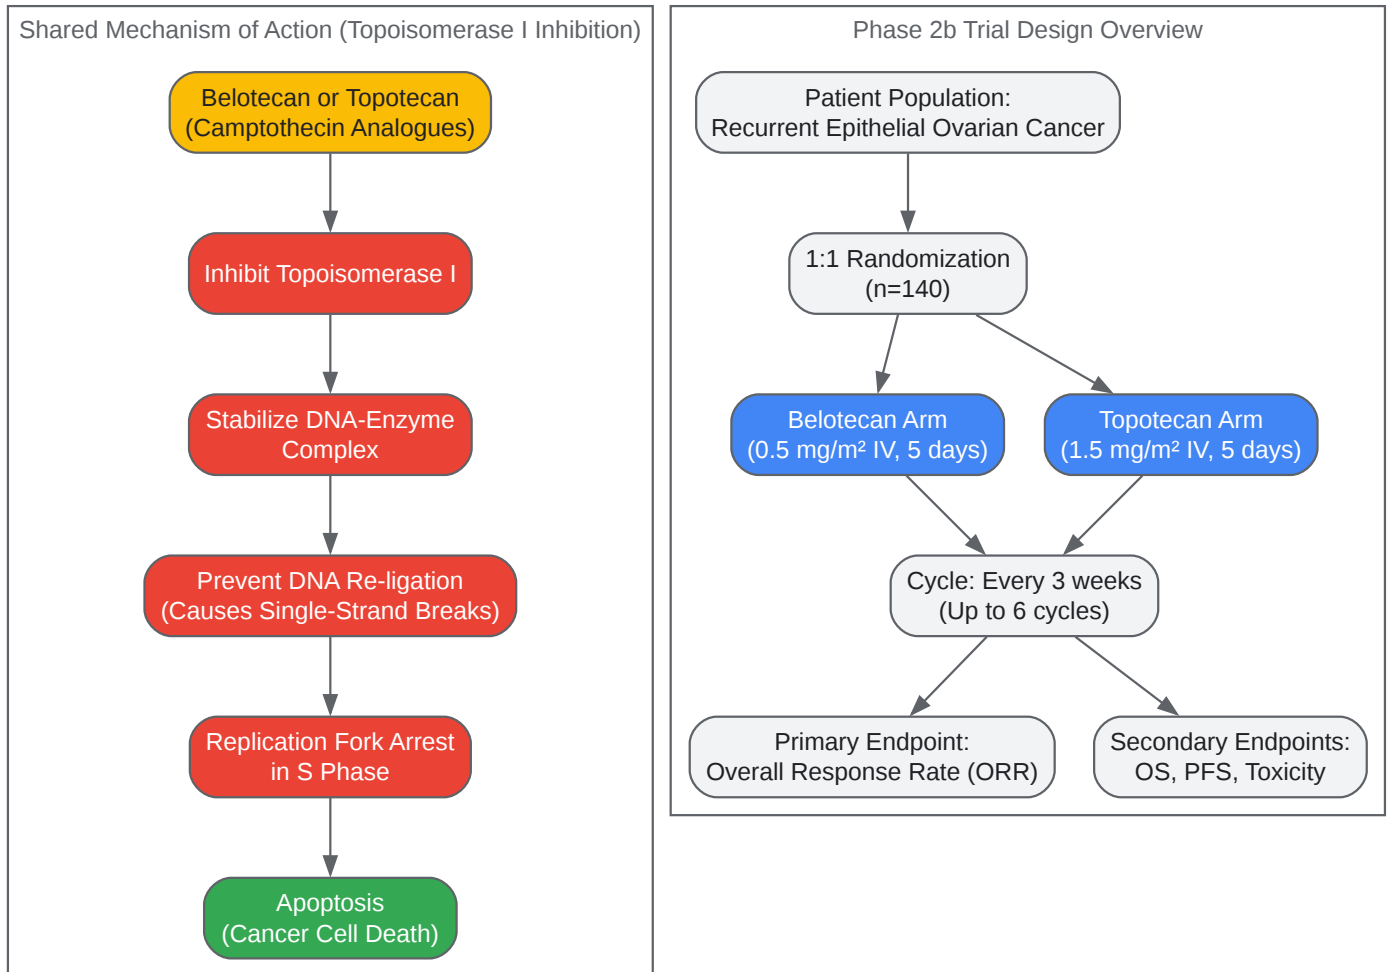 Shared Mechanism of Action (Topoisomerase I Inhibition)
Belotecan or Topotecan
(Camptothecin Analogues)
Inhibit Topoisomerase I
Stabilize DNA-Enzyme
Complex
Prevent DNA Re-ligation
(Causes Single-Strand Breaks)
Replication Fork Arrest
in S Phase
Apoptosis
(Cancer Cell Death)
Phase 2b Trial Design Overview
Patient Population:
Recurrent Epithelial Ovarian Cancer
1:1 Randomization
(n=140)
Belotecan Arm
(0.5 mg/m² IV, 5 days)
Topotecan Arm
(1.5 mg/m² IV, 5 days)
Cycle: Every 3 weeks
(Up to 6 cycles)
Primary Endpoint:
Overall Response Rate (ORR)
Secondary Endpoints:
OS, PFS, Toxicity